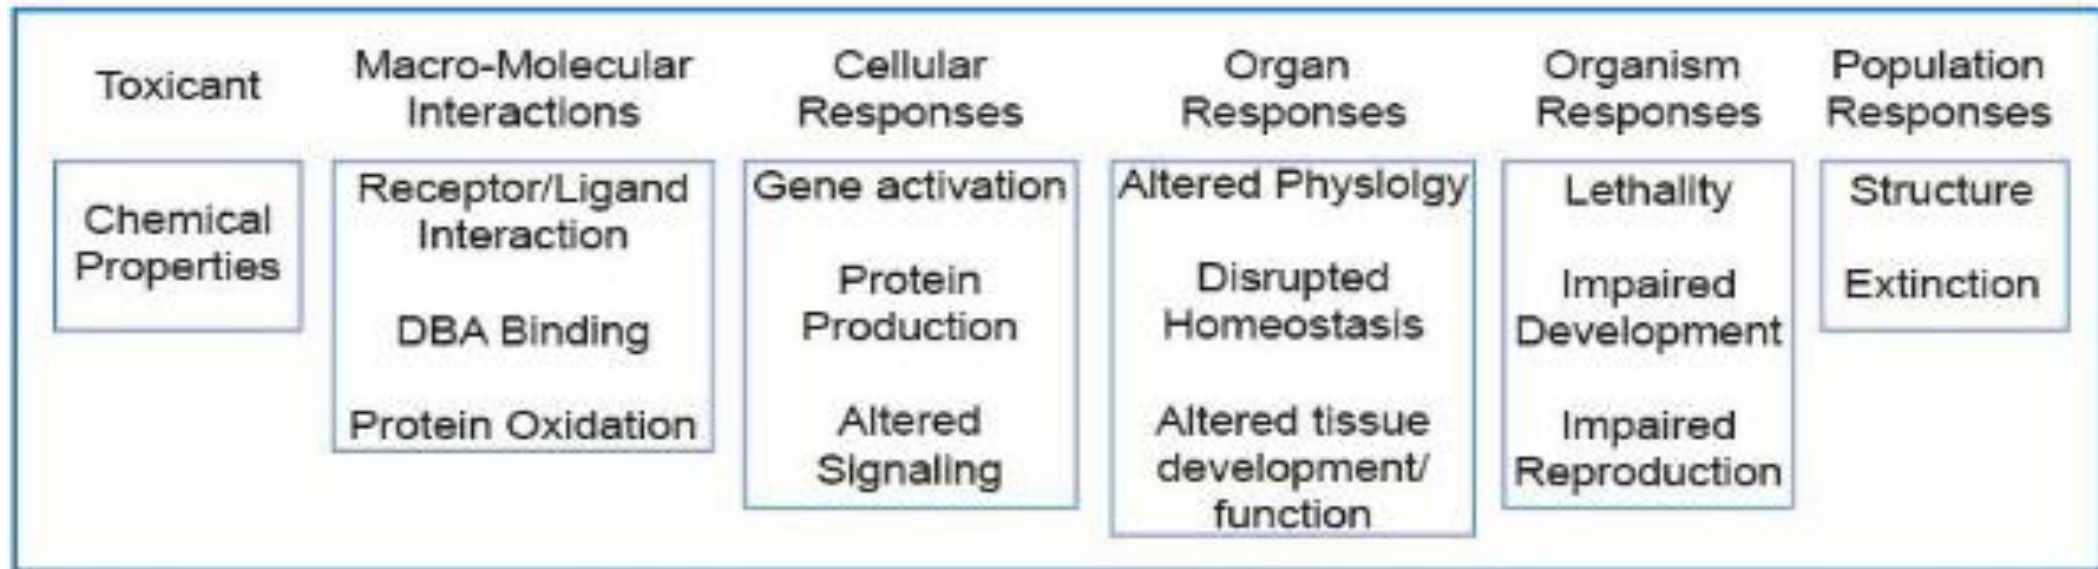 Toxicant
Macro-Molecular
Interactions
Cellular
Responses
Organ
Responses
Organism
Responses
Population
Responses
Chemical
Properties
Receptor/Ligand
Interaction
DBA Binding
Protein Oxidation
Gene activation
Protein
Production
Altered
Signaling
Altered Physlolgy
Disrupted
Homeostasis
Altered tissue
development/
function
Lethality
Impaired
Development
Impaired
Reproduction
Structure
Extinction